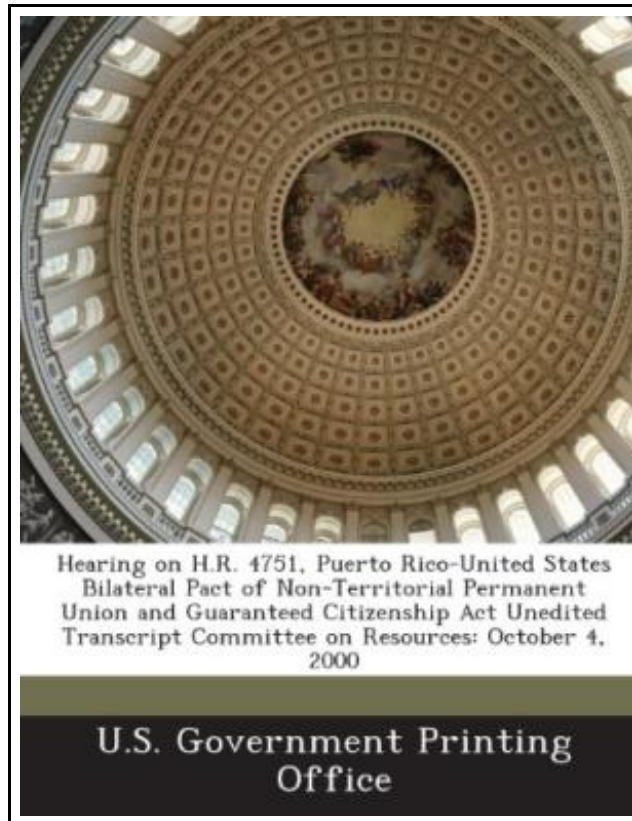 Hearing on H.R. 4751, Puerto Rico-United States
Bilateral Pact of Non-Territorial Permanent
Union and Guaranteed Citizenship Act Unedited
Transcript Committee on Resources: October 4,
2000
U.S. Government Printing
Office